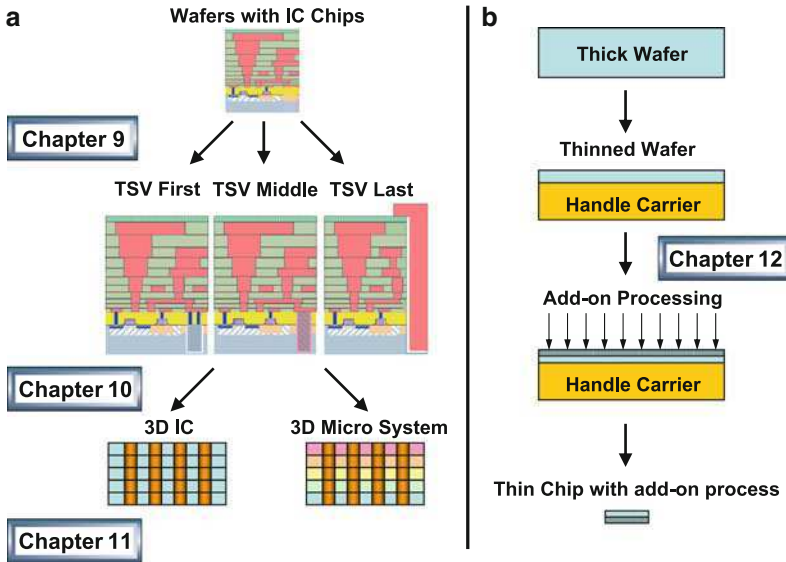 a
Wafers with IC Chips
Chapter 9
TSV First TSV Middle TSV Last
Chapter 10
3D IC 3D Micro System
Chapter 11
b
Thick Wafer
Thinned Wafer
Handle Carrier
Chapter 12
Add-on Processing
Handle Carrier
Thin Chip with add-on process